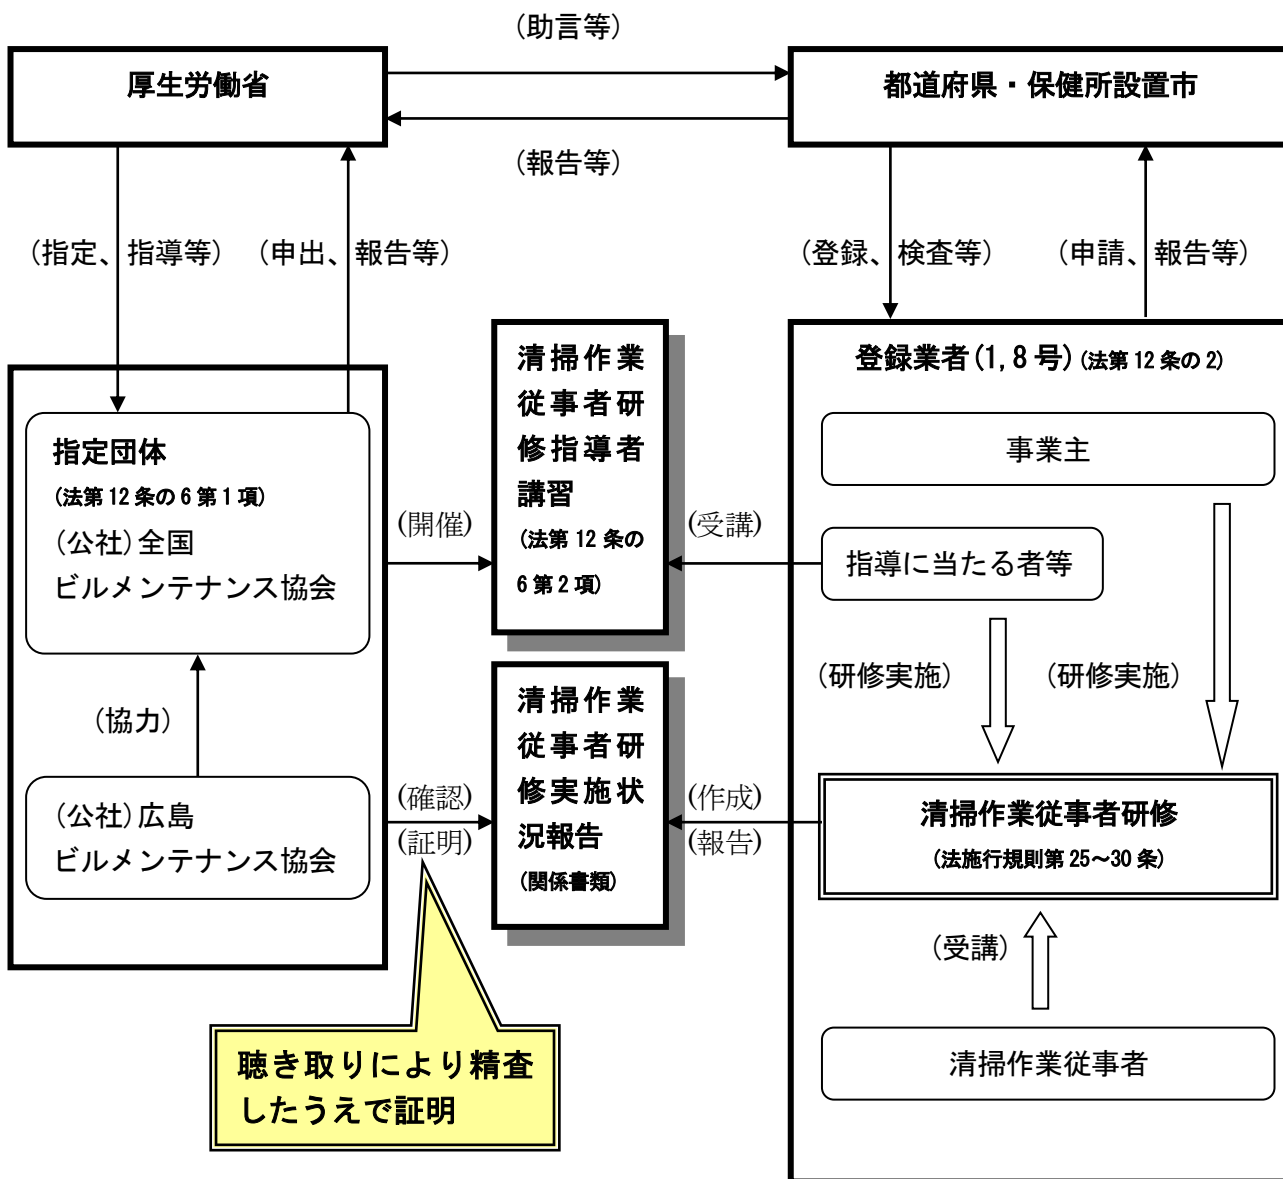 (助言等)
厚生労働省
都道府県・保健所設置市
(報告等)
(指定、指導等)
(申出、報告等)
(登録、検査等)
(申請、報告等)
清掃作業
従事者研
修指導者
講習
(法第12条の
6第2項)
登録業者(1,8号)(法第12条の2)
事業主
指定団体
(法第12条の6第1項)
(公社)全国
ビルメンテナンス協会
(開催)
(受講)
指導に当たる者等
(研修実施)
(研修実施)
(協力)
清掃作業
従事者研
修実施状
況報告
(関係書類)
(公社)広島
ビルメンテナンス協会
(確認)
(証明)
(作成)
(報告)
清掃作業従事者研修
(法施行規則第25～30条)
(受講)
清掃作業従事者
聴き取りにより精査
したうえで証明